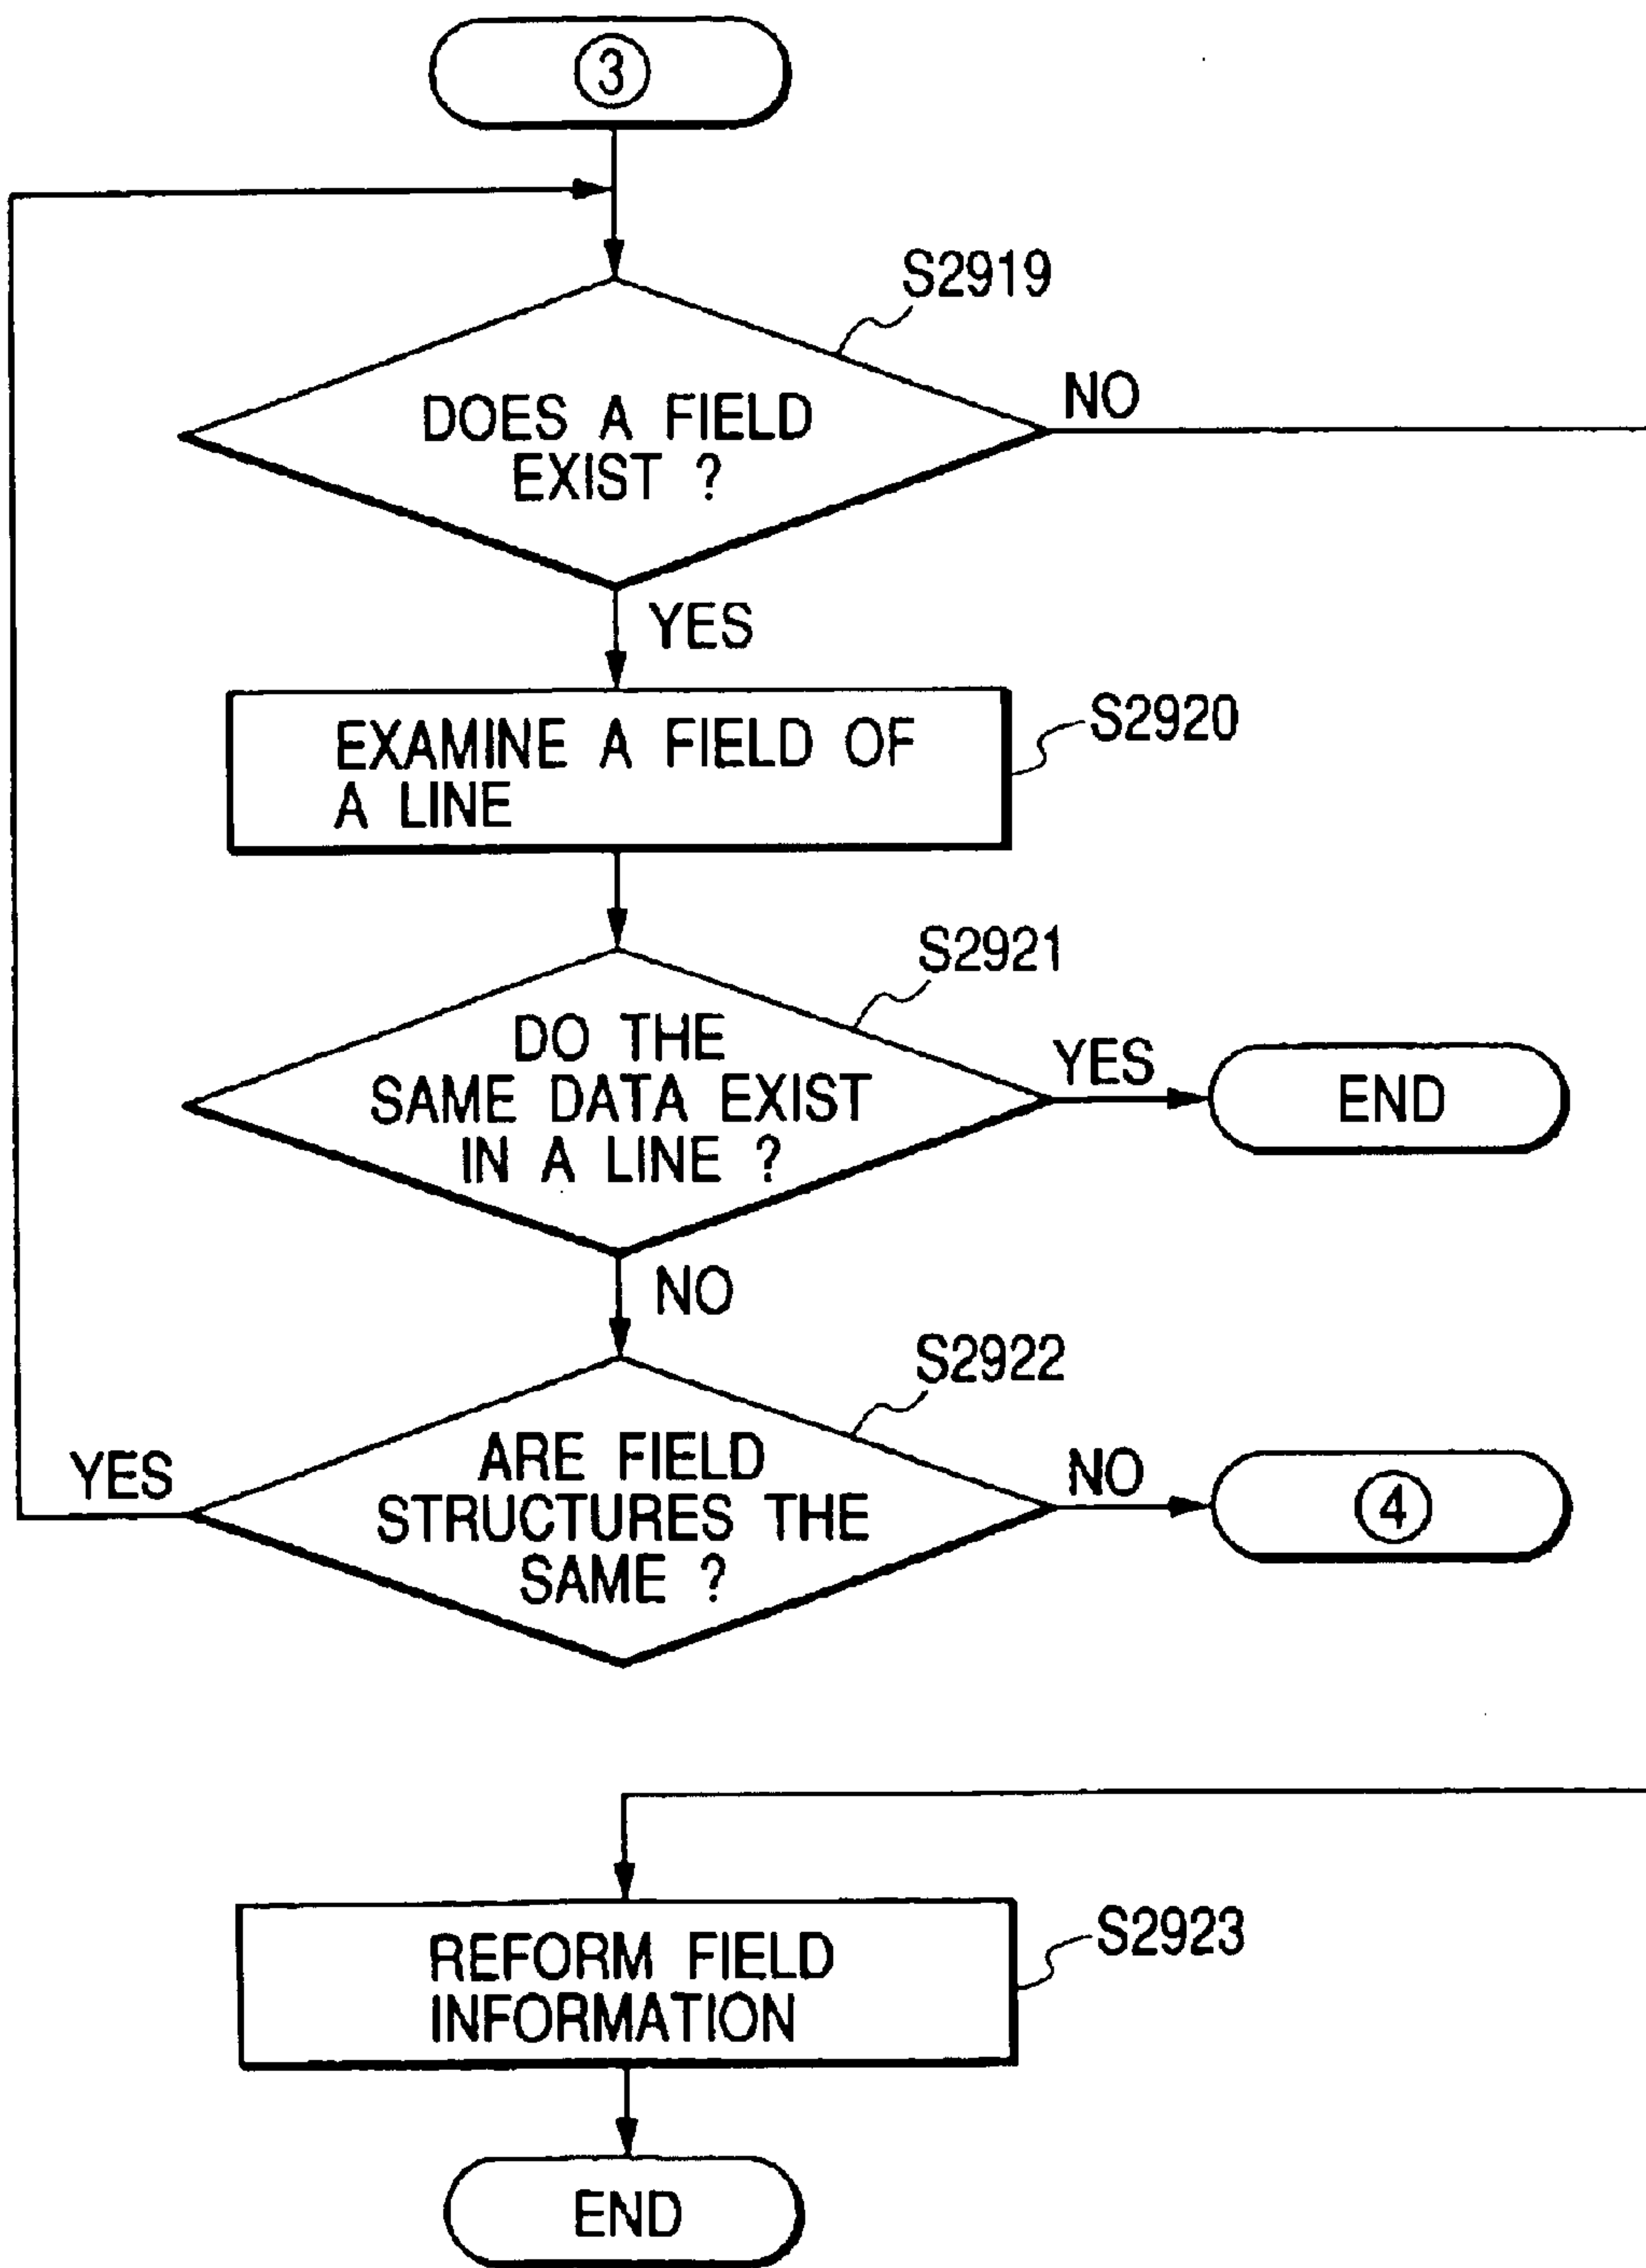 3
S2919
DOES A FIELD
EXIST ?
NO
YES
EXAMINE A FIELD OF
A LINE
S2920
S2921
DO THE
SAME DATA EXIST
IN A LINE ?
YES
END
NO
S2922
ARE FIELD
STRUCTURES THE
SAME ?
YES
NO
4
REFORM FIELD
INFORMATION
S2923
END